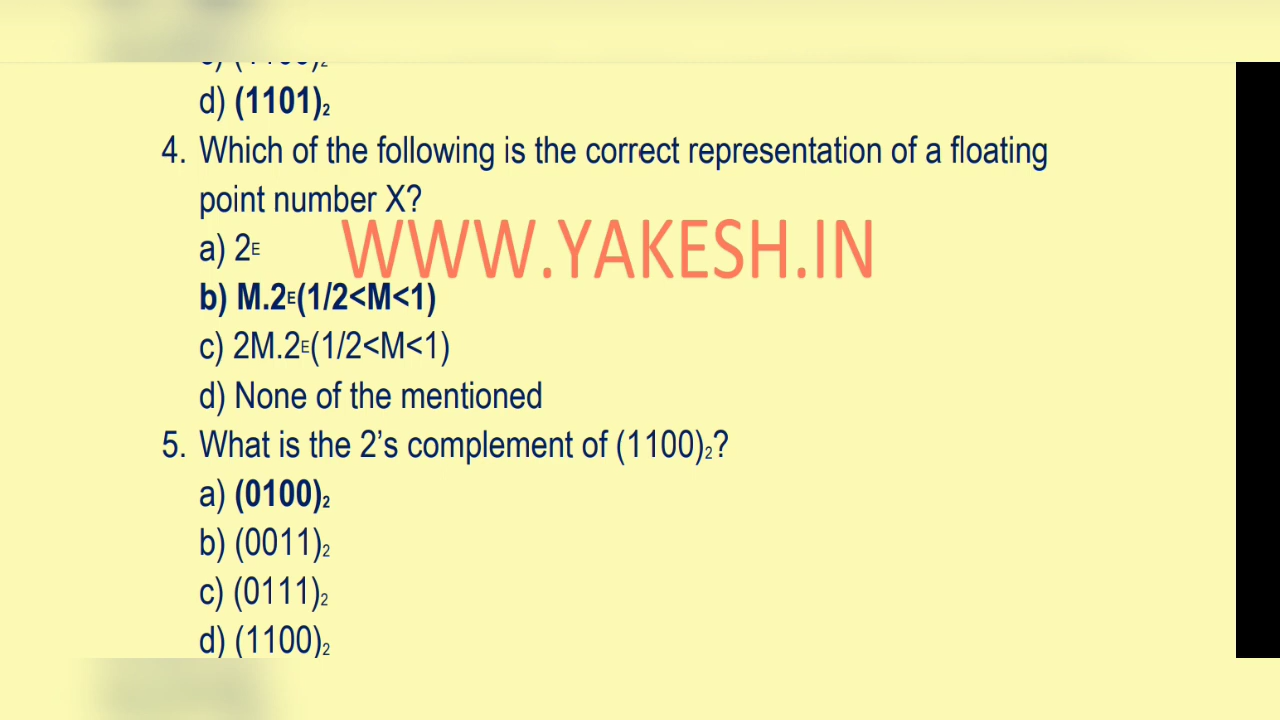 d) (1101)₂
4. Which of the following is the correct representation of a floating
point number X?
WWW.YAKESH.IN
a) 2ᴱ
b) M.2ᴱ(1/2<M<1)
c) 2M.2ᴱ(1/2<M<1)
d) None of the mentioned
5. What is the 2’s complement of (1100)₂?
a) (0100)₂
b) (0011)₂
c) (0111)₂
d) (1100)₂